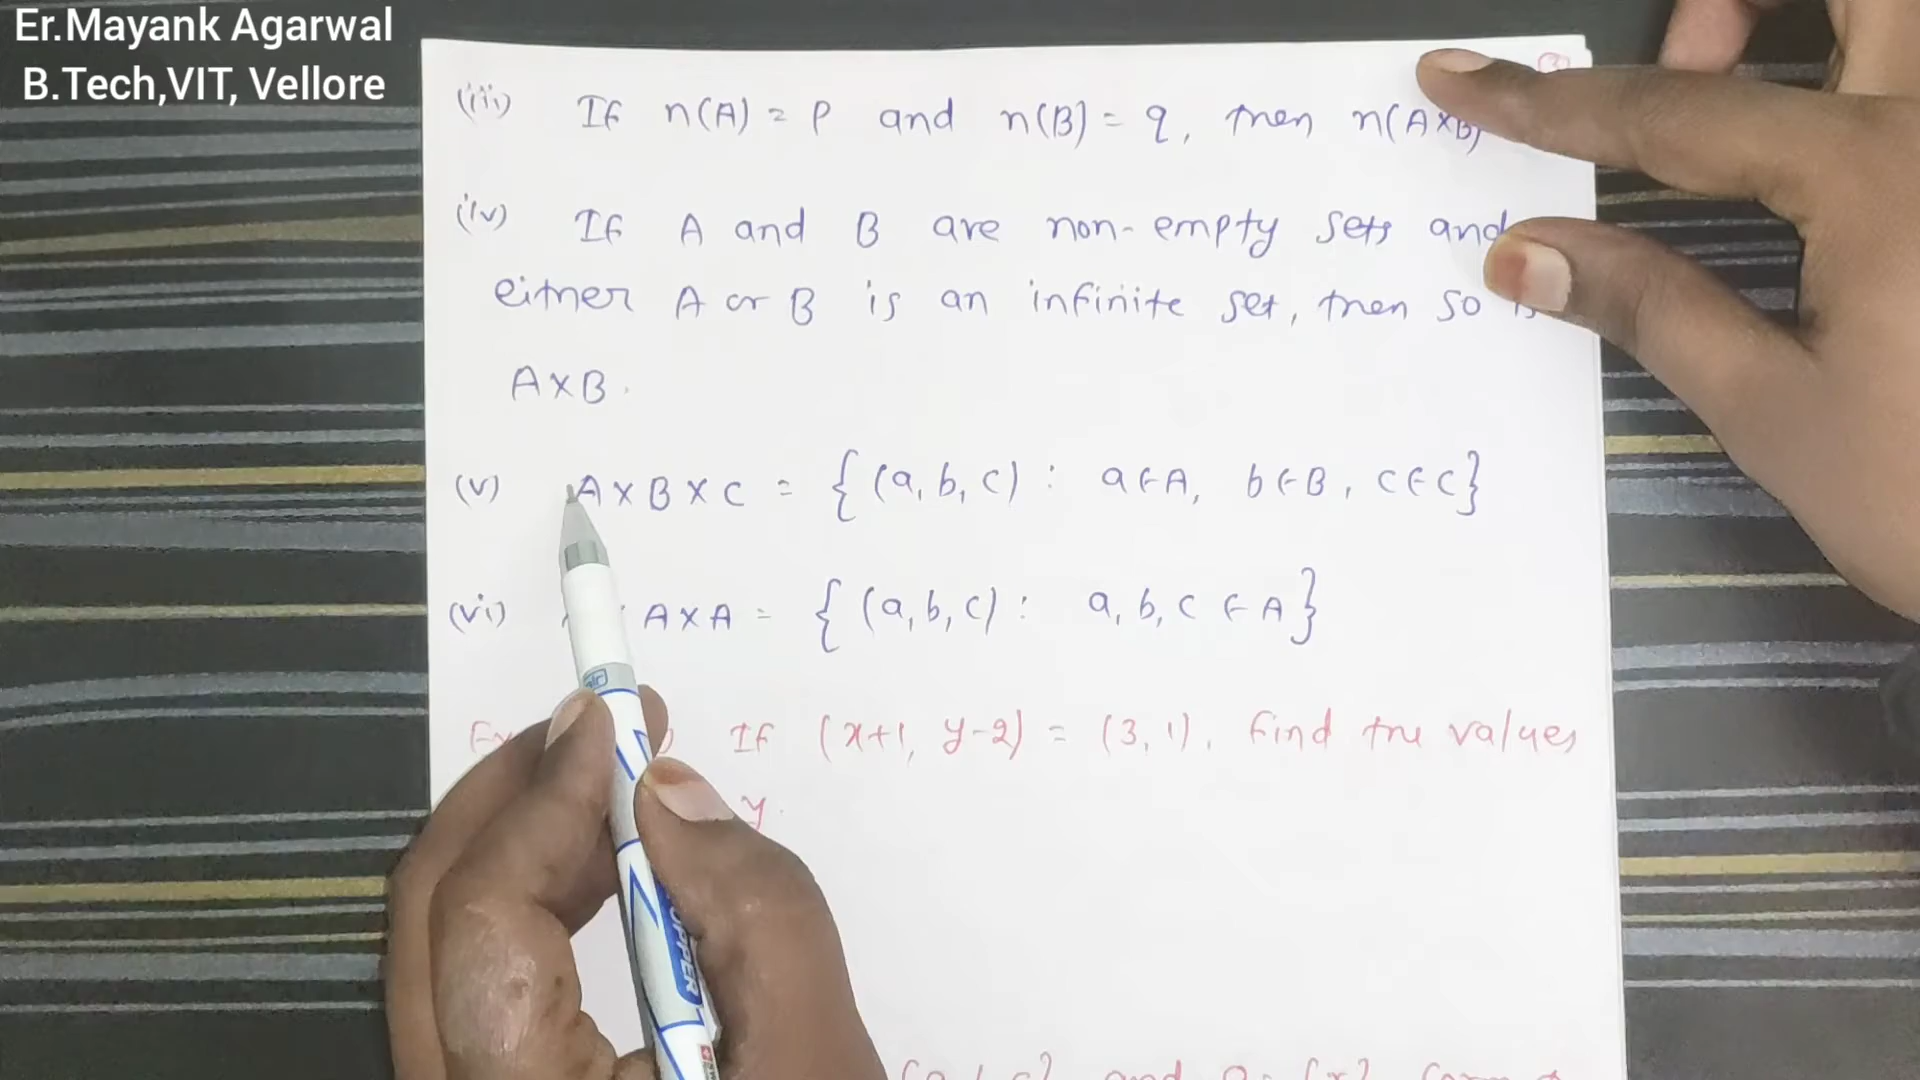 Er.Mayank Agarwal
B.Tech,VIT, Vellore
(iii) If n(A) = p and n(B) = q, then n(A×B)
(iv) If A and B are non-empty sets and
either A or B is an infinite set, then so is
A×B.
(v) A×B×C = {(a, b, c) : a∈A, b∈B, c∈C}
(vi) A×A = {(a, b, c) : a, b, c ∈ A}
If (x+1, y-2) = (3, 1), find the values
y.